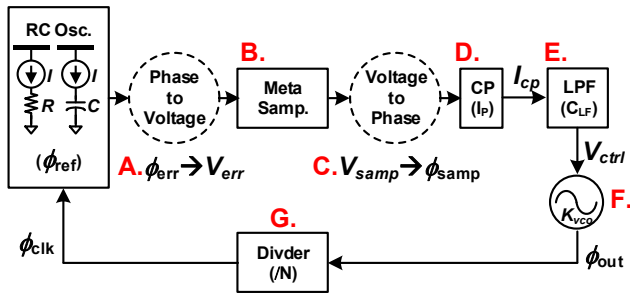 RC Osc.
I
I
R
C
(ϕref)
Phase
to
Voltage
A. ϕerr→Verr
B.
Meta
Samp.
Voltage
to
Phase
C. Vsamp→ϕsamp
D.
CP
(IP)
Icp
E.
LPF
(CLF)
Vctrl
F.
Kvco
ϕout
G.
Divder
(/N)
ϕclk